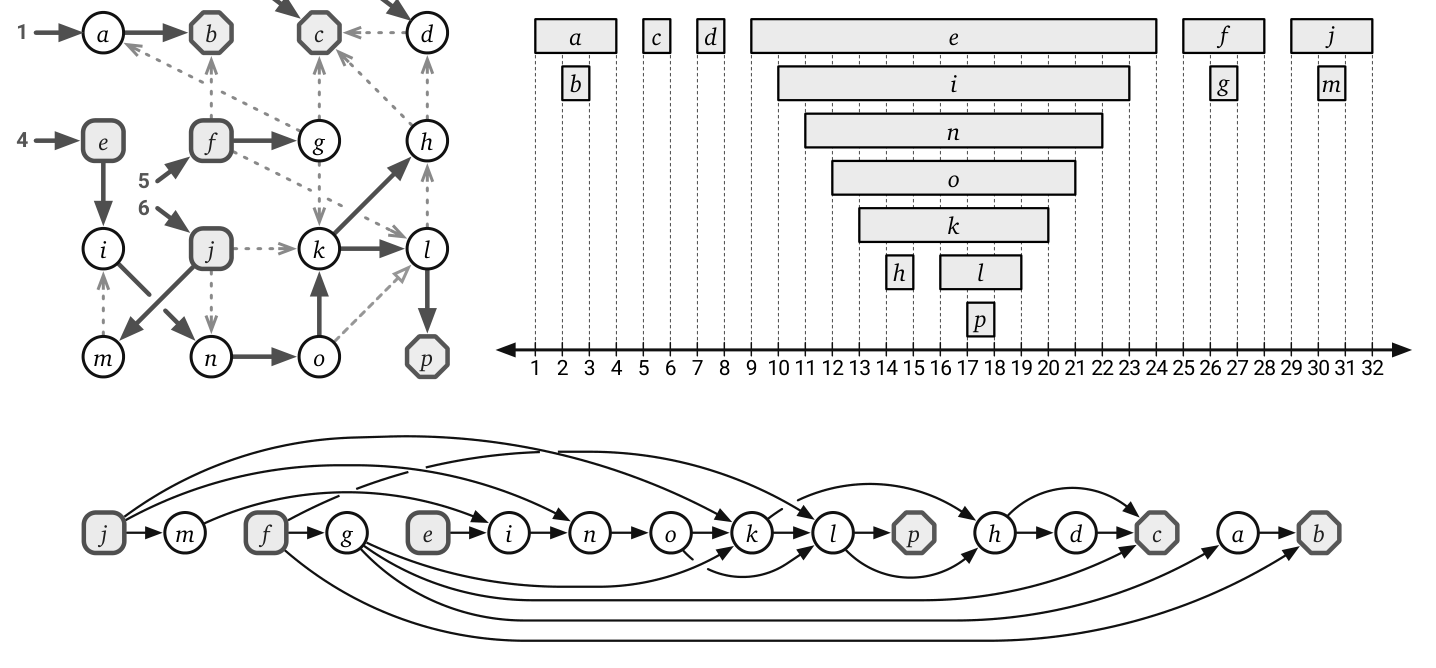 1 a b c d
4 e f g h
5
6
i j k l
m n o p
a c d e f j
b i g m
n
o
k
h l
p
1 2 3 4 5 6 7 8 9 10 11 12 13 14 15 16 17 18 19 20 21 22 23 24 25 26 27 28 29 30 31 32
j m f g e i n o k l p h d c a b